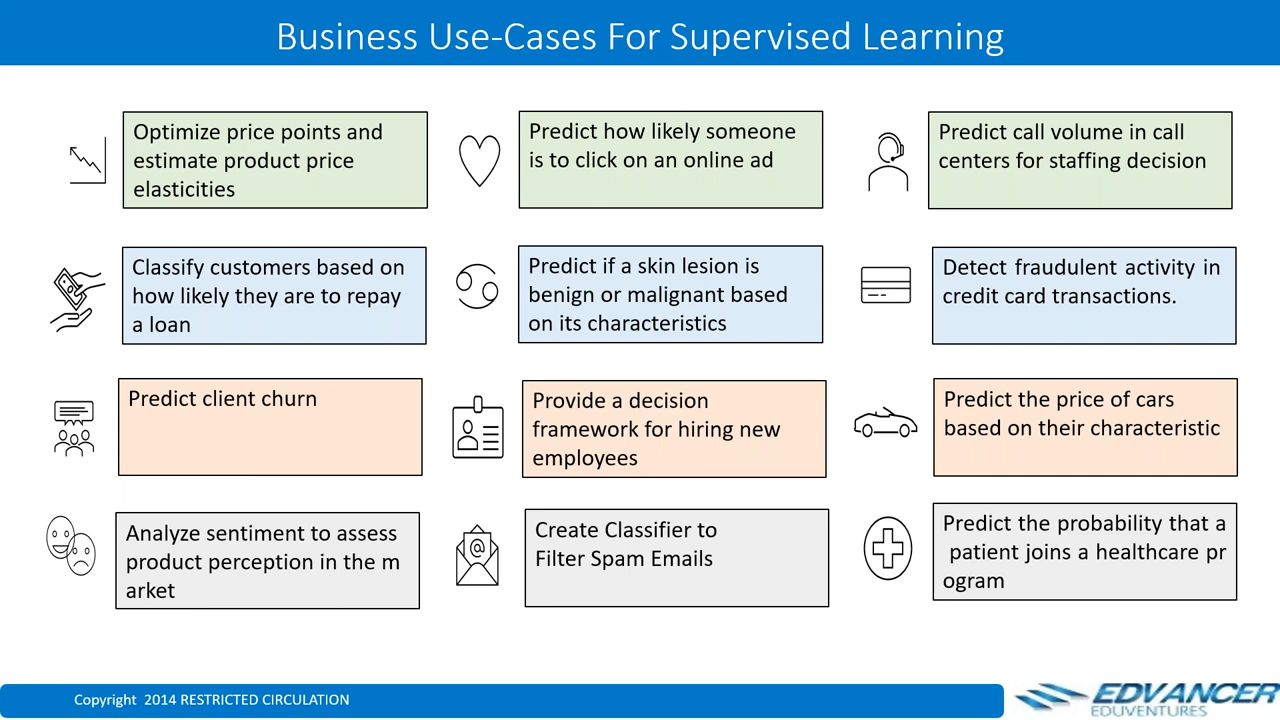 Business Use-Cases For Supervised Learning
Optimize price points and
estimate product price
elasticities
Predict how likely someone
is to click on an online ad
Predict call volume in call
centers for staffing decision
Classify customers based on
how likely they are to repay
a loan
Predict if a skin lesion is
benign or malignant based
on its characteristics
Detect fraudulent activity in
credit card transactions.
Predict client churn
Provide a decision
framework for hiring new
employees
Predict the price of cars
based on their characteristic
Analyze sentiment to assess
product perception in the m
arket
@
Create Classifier to
Filter Spam Emails
Predict the probability that a
patient joins a healthcare pr
ogram
Copyright 2014 RESTRICTED CIRCULATION
EDVANCER
EDUVENTURES